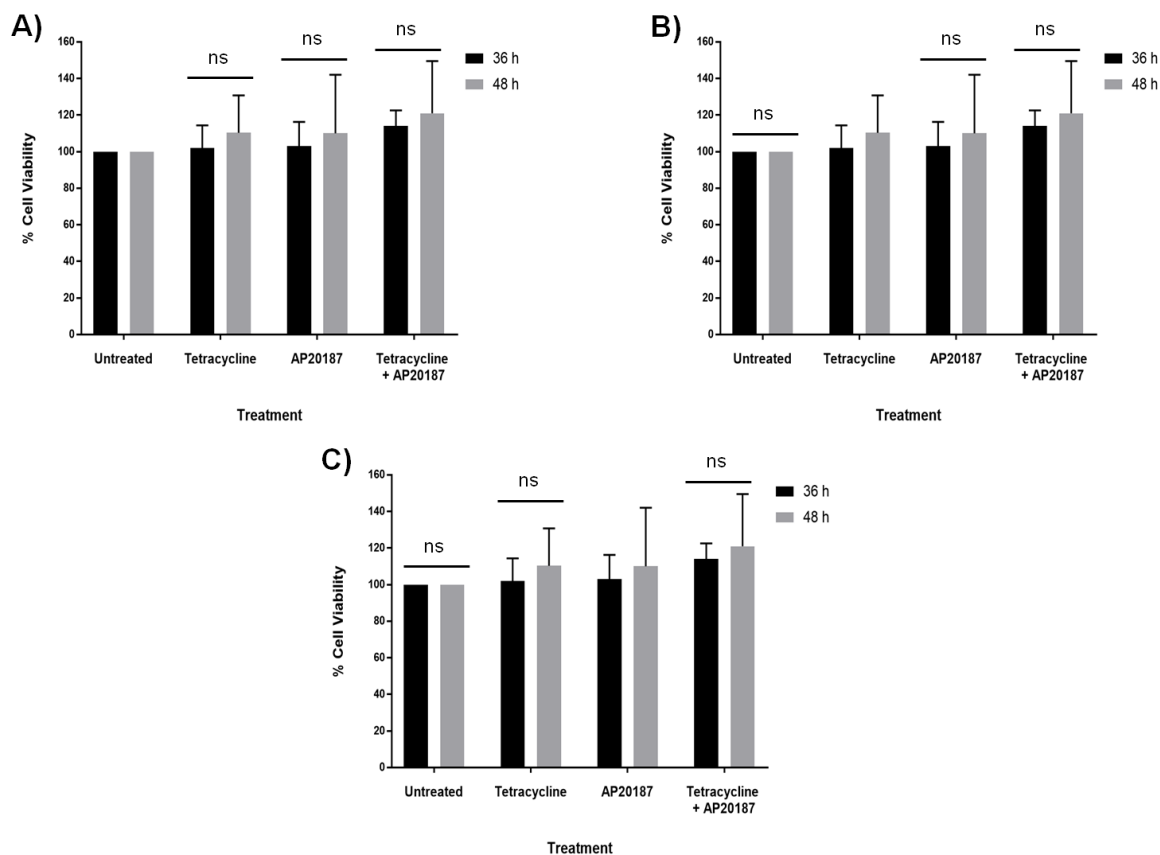 A)
ns
ns
ns
160
140
120
100
80
60
40
20
0
% Cell Viability
36 h
48 h
Untreated
Tetracycline
AP20187
Tetracycline
+ AP20187
Treatment
B)
ns
ns
ns
160
140
120
100
80
60
40
20
0
% Cell Viability
36 h
48 h
Untreated
Tetracycline
AP20187
Tetracycline
+ AP20187
Treatment
C)
ns
ns
ns
160
140
120
100
80
60
40
20
0
% Cell Viability
36 h
48 h
Untreated
Tetracycline
AP20187
Tetracycline
+ AP20187
Treatment